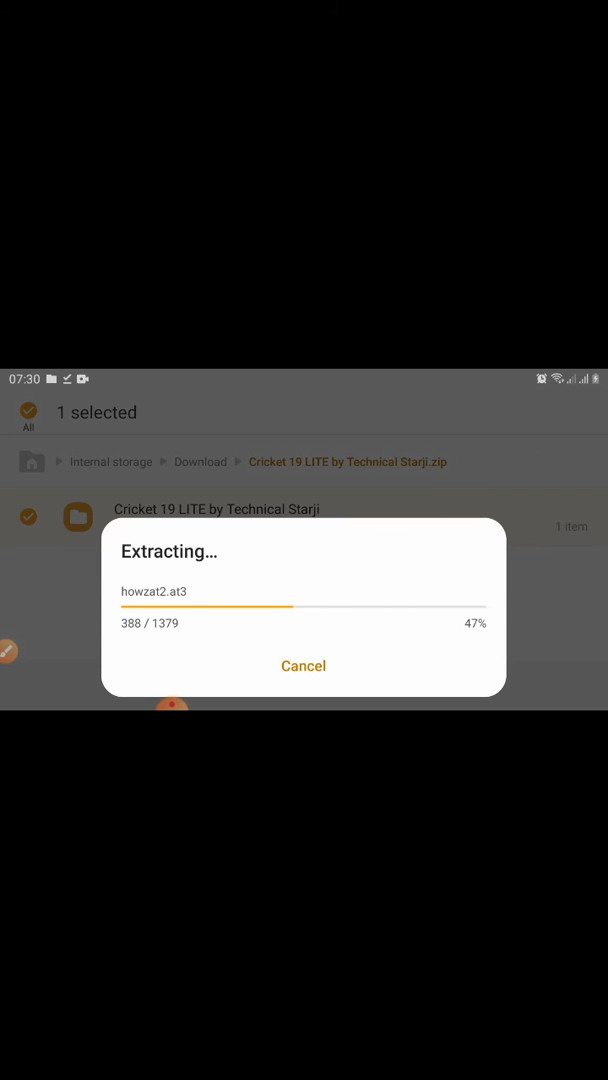 07:30
1 selected
All
Internal storage Download Cricket 19 LITE by Technical Starji.zip
Cricket 19 LITE by Technical Starji
1 item
Extracting...
howzat2.at3
388 / 1379 47%
Cancel